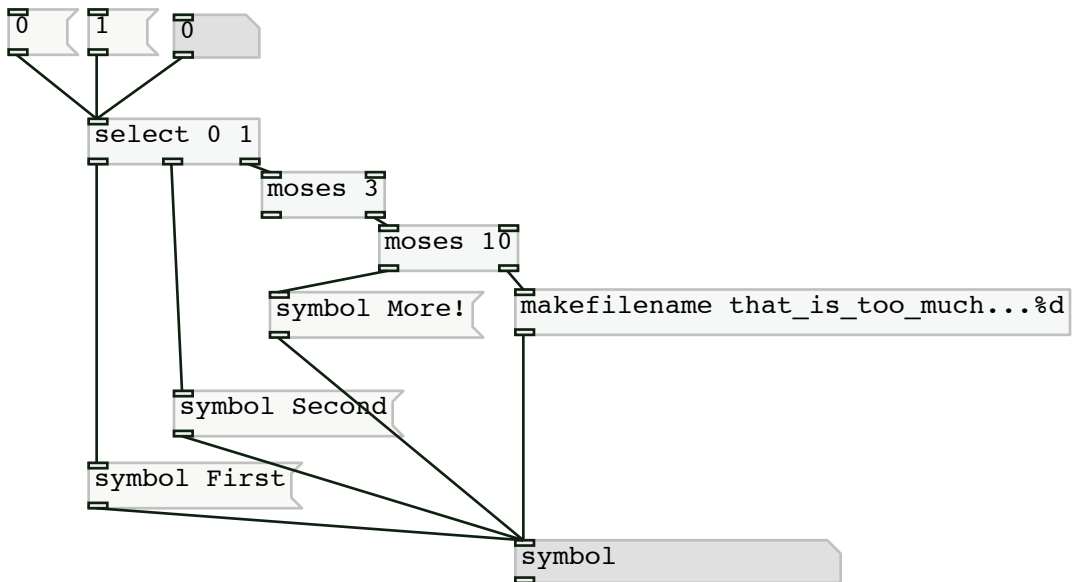 0
1
0
select 0 1
moses 3
moses 10
symbol More!
makefilename that_is_too_much...%d
symbol Second
symbol First
symbol